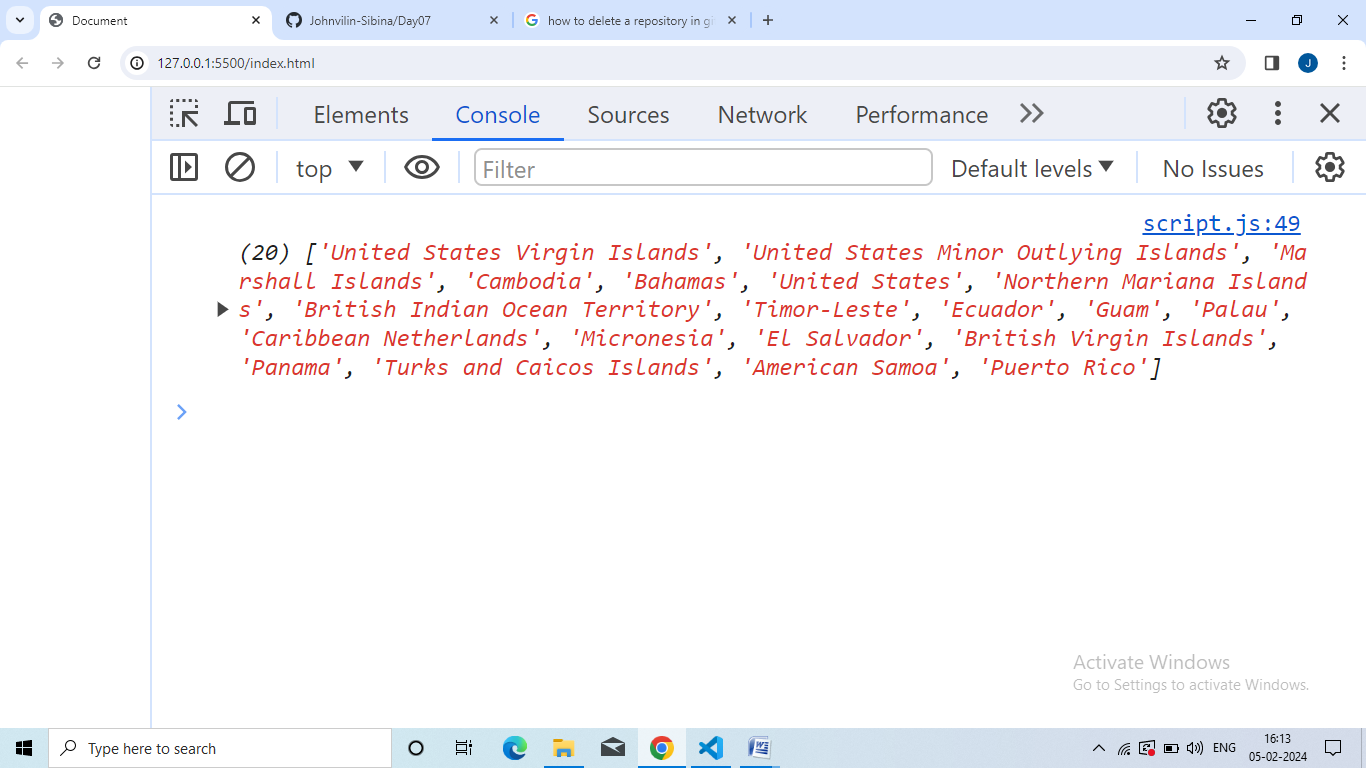 Document
Johnvilin-Sibina/Day07
how to delete a repository in gi
127.0.0.1:5500/index.html
J
Elements Console Sources Network Performance
top Filter Default levels No Issues
script.js:49
(20) ['United States Virgin Islands', 'United States Minor Outlying Islands', 'Ma
rshall Islands', 'Cambodia', 'Bahamas', 'United States', 'Northern Mariana Island
s', 'British Indian Ocean Territory', 'Timor-Leste', 'Ecuador', 'Guam', 'Palau',
'Caribbean Netherlands', 'Micronesia', 'El Salvador', 'British Virgin Islands',
'Panama', 'Turks and Caicos Islands', 'American Samoa', 'Puerto Rico']
Activate Windows
Go to Settings to activate Windows.
Type here to search
ENG
16:13
05-02-2024